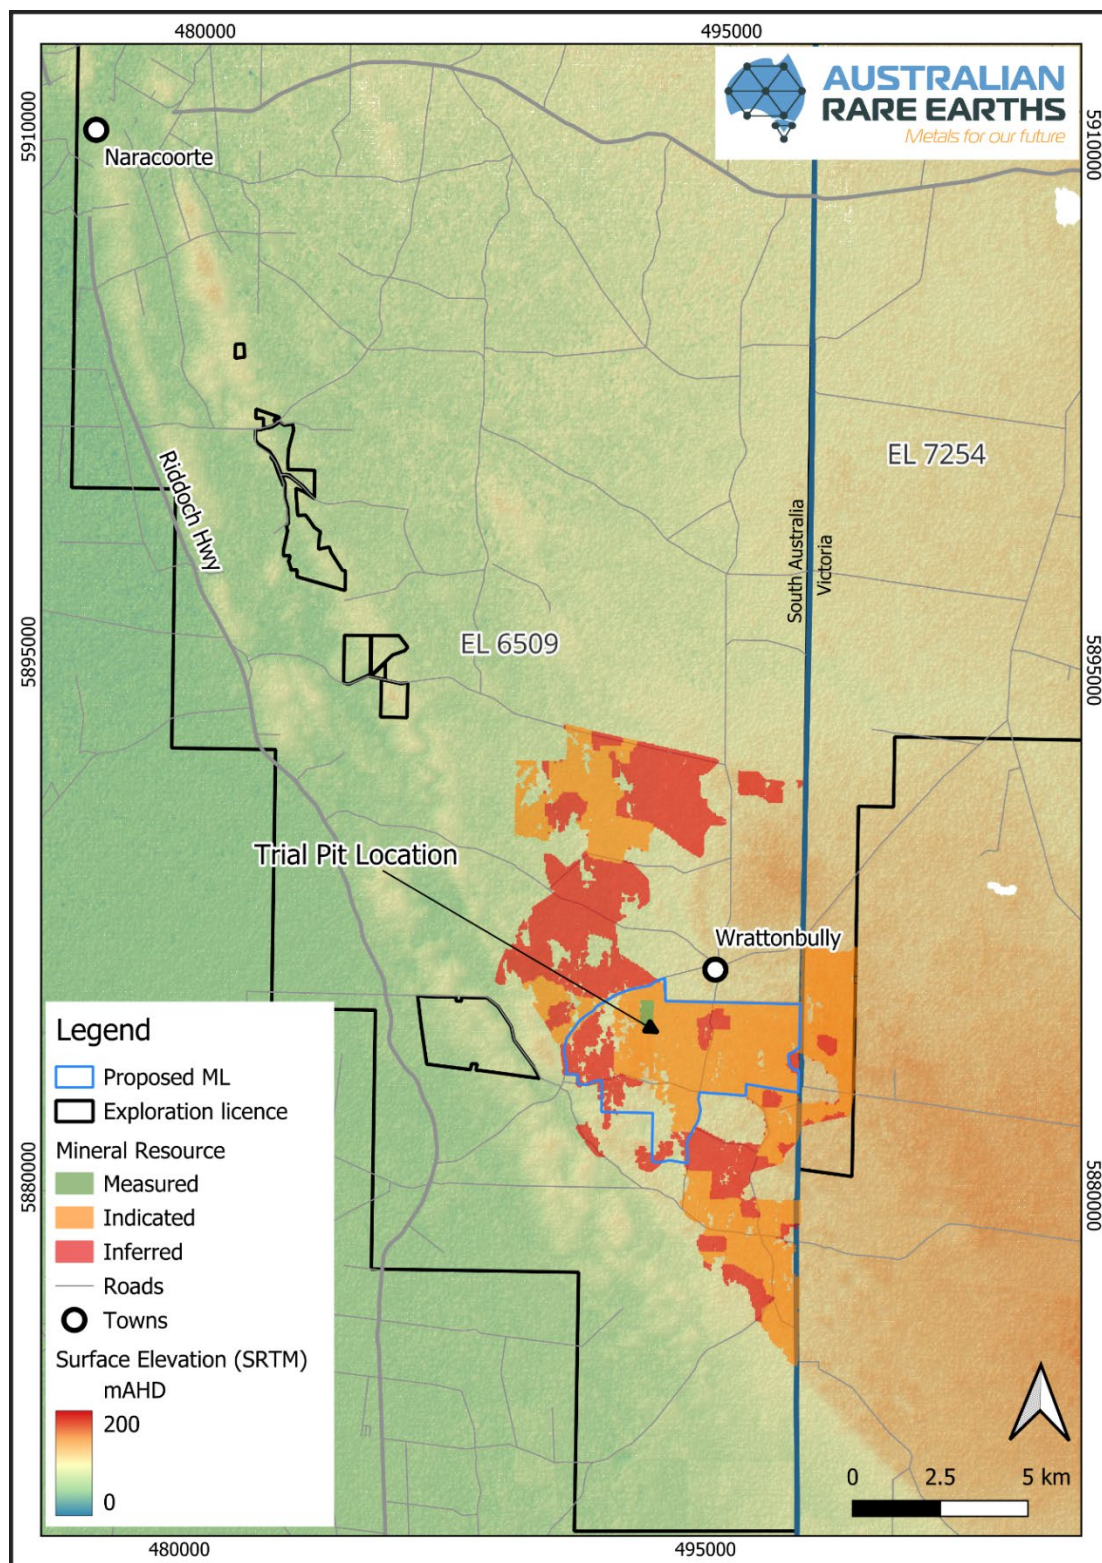 480000
495000
AUSTRALIAN
RARE EARTHS
Metals for our future
5910000
5910000
Naracoorte
Riddoch Hwy
EL 7254
South Australia
Victoria
EL 6509
5895000
5895000
Trial Pit Location
Wrattonbully
Legend
Proposed ML
Exploration licence
Mineral Resource
Measured
Indicated
Inferred
Roads
Towns
Surface Elevation (SRTM)
mAHD
200
0
5880000
5880000
0 2.5 5 km
480000
495000